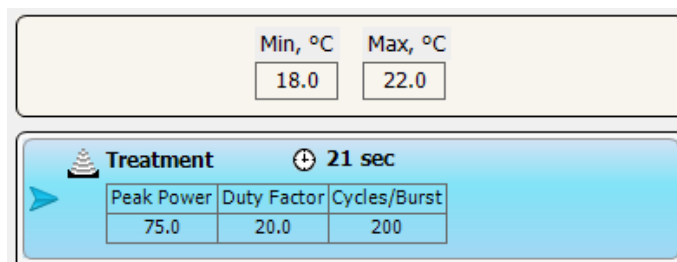 Min, °C Max, °C
18.0 22.0
Treatment 21 sec
Peak Power Duty Factor Cycles/Burst
75.0 20.0 200